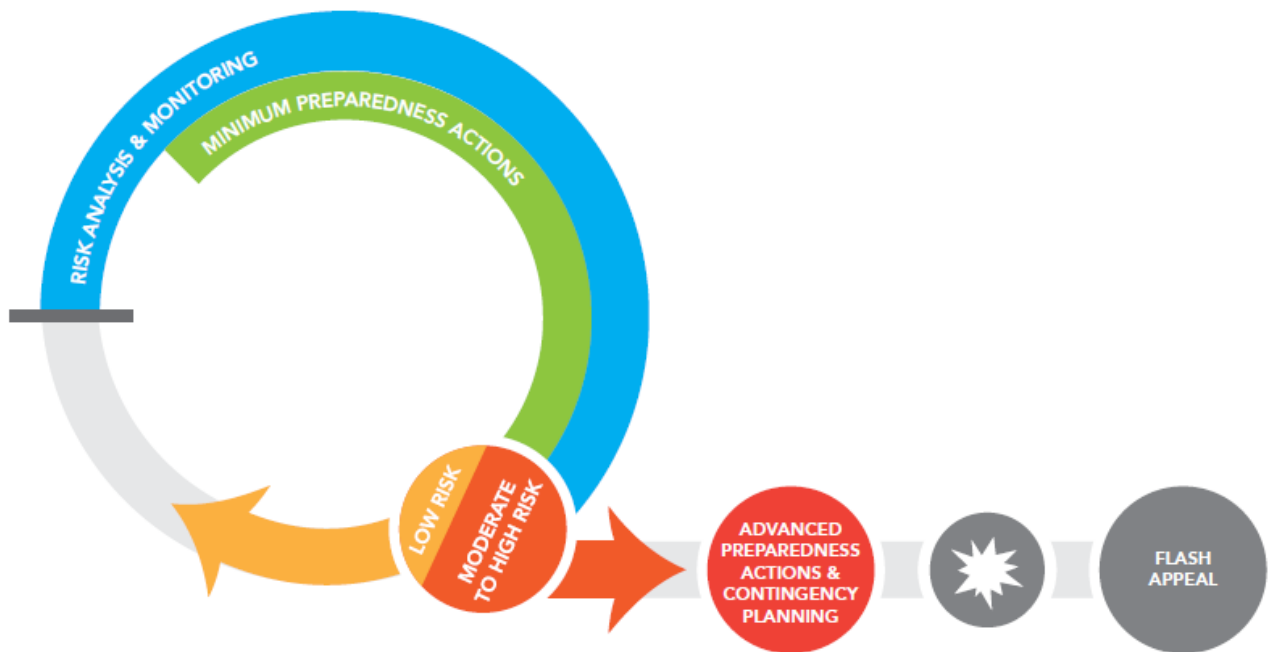 RISK ANALYSIS & MONITORING
MINIMUM PREPAREDNESS ACTIONS
LOW RISK
MODERATE
TO HIGH RISK
ADVANCED
PREPAREDNESS
ACTIONS &
CONTINGENCY
PLANNING
FLASH
APPEAL